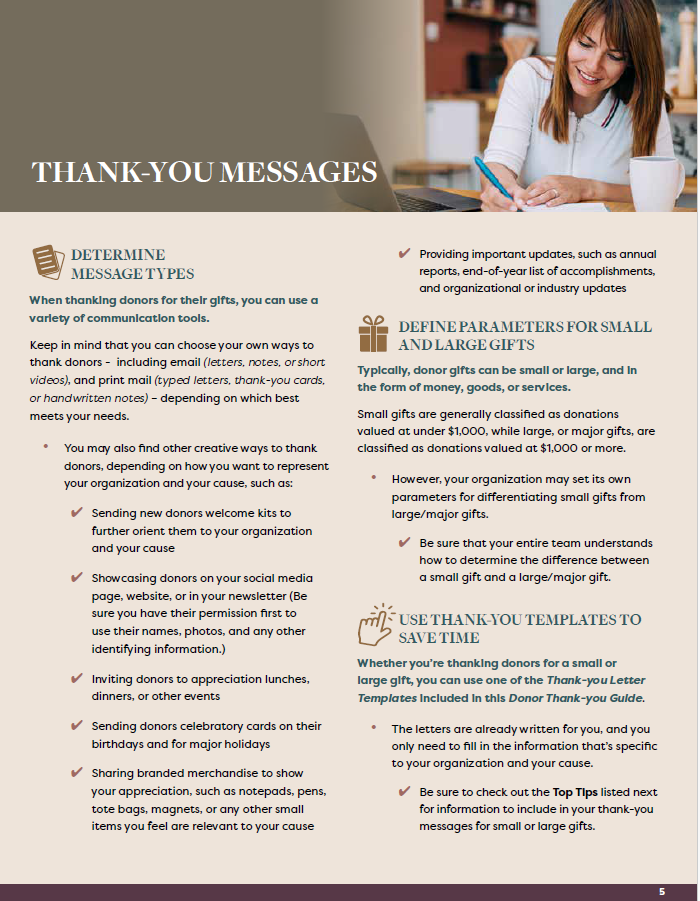 THANK-YOU MESSAGES
DETERMINE
MESSAGE TYPES
When thanking donors for their gifts, you can use a
variety of communication tools.
Keep in mind that you can choose your own ways to
thank donors – including email (letters, notes, or short
videos), and print mail (typed letters, thank-you cards,
or handwritten notes) – depending on which best
meets your needs.
• You may also find other creative ways to thank
donors, depending on how you want to represent
your organization and your cause, such as:
✔ Sending new donors welcome kits to
further orient them to your organization
and your cause
✔ Showcasing donors on your social media
page, website, or in your newsletter (Be
sure you have their permission first to
use their names, photos, and any other
identifying information.)
✔ Inviting donors to appreciation lunches,
dinners, or other events
✔ Sending donors celebratory cards on their
birthdays and for major holidays
✔ Sharing branded merchandise to show
your appreciation, such as notepads, pens,
tote bags, magnets, or any other small
items you feel are relevant to your cause
✔ Providing important updates, such as annual
reports, end-of-year list of accomplishments,
and organizational or industry updates
DEFINE PARAMETERS FOR SMALL
AND LARGE GIFTS
Typically, donor gifts can be small or large, and in
the form of money, goods, or services.
Small gifts are generally classified as donations
valued at under $1,000, while large, or major gifts, are
classified as donations valued at $1,000 or more.
• However, your organization may set its own
parameters for differentiating small gifts from
large/major gifts.
✔ Be sure that your entire team understands
how to determine the difference between
a small gift and a large/major gift.
USE THANK-YOU TEMPLATES TO
SAVE TIME
Whether you're thanking donors for a small or
large gift, you can use one of the Thank-you Letter
Templates included in this Donor Thank-you Guide.
• The letters are already written for you, and you
only need to fill in the information that's specific
to your organization and your cause.
✔ Be sure to check out the Top Tips listed next
for information to include in your thank-you
messages for small or large gifts.
5